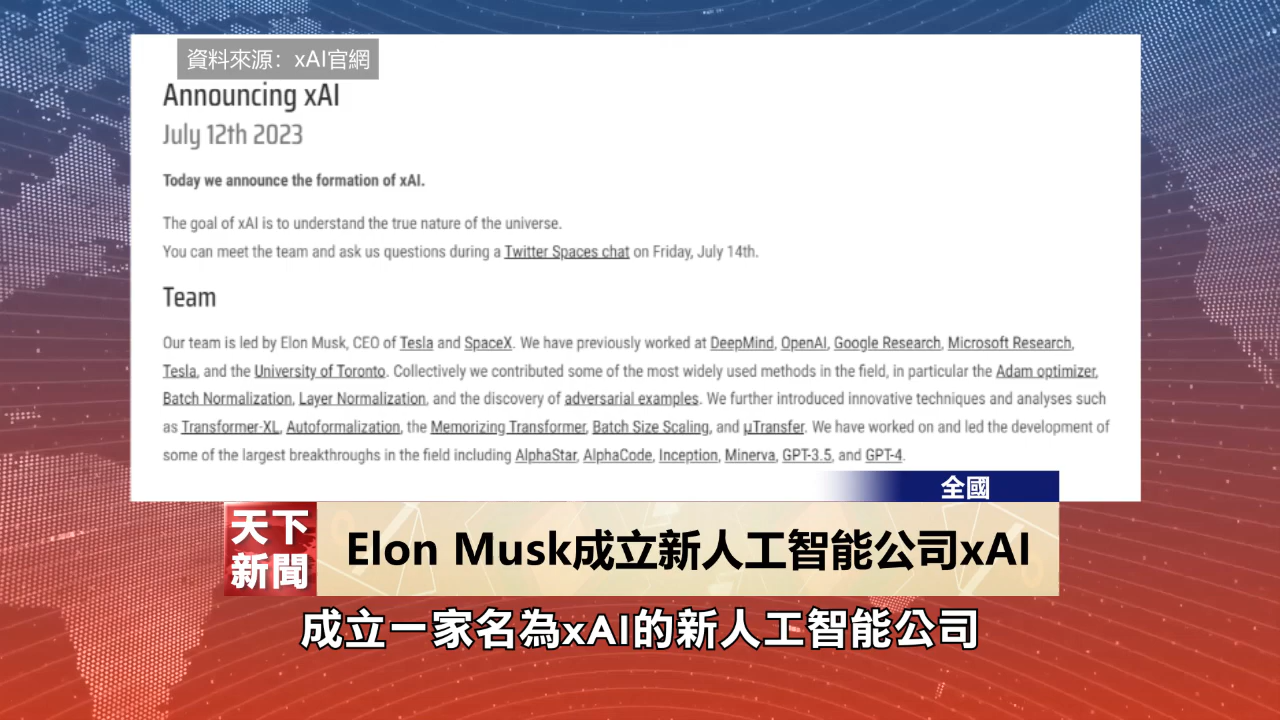 資料來源：xAI官網
Announcing xAI
July 12th 2023
Today we announce the formation of xAI.
The goal of xAI is to understand the true nature of the universe.
You can meet the team and ask us questions during a Twitter Spaces chat on Friday, July 14th.
Team
Our team is led by Elon Musk, CEO of Tesla and SpaceX. We have previously worked at DeepMind, OpenAI, Google Research, Microsoft Research,
Tesla, and the University of Toronto. Collectively we contributed some of the most widely used methods in the field, in particular the Adam optimizer,
Batch Normalization, Layer Normalization, and the discovery of adversarial examples. We further introduced innovative techniques and analyses such
as Transformer-XL, Autoformalization, the Memorizing Transformer, Batch Size Scaling, and μTransfer. We have worked on and led the development of
some of the largest breakthroughs in the field including AlphaStar, AlphaCode, Inception, Minerva, GPT-3.5, and GPT-4.
全國
天下
新聞
Elon Musk成立新人工智能公司xAI
成立一家名為xAI的新人工智能公司